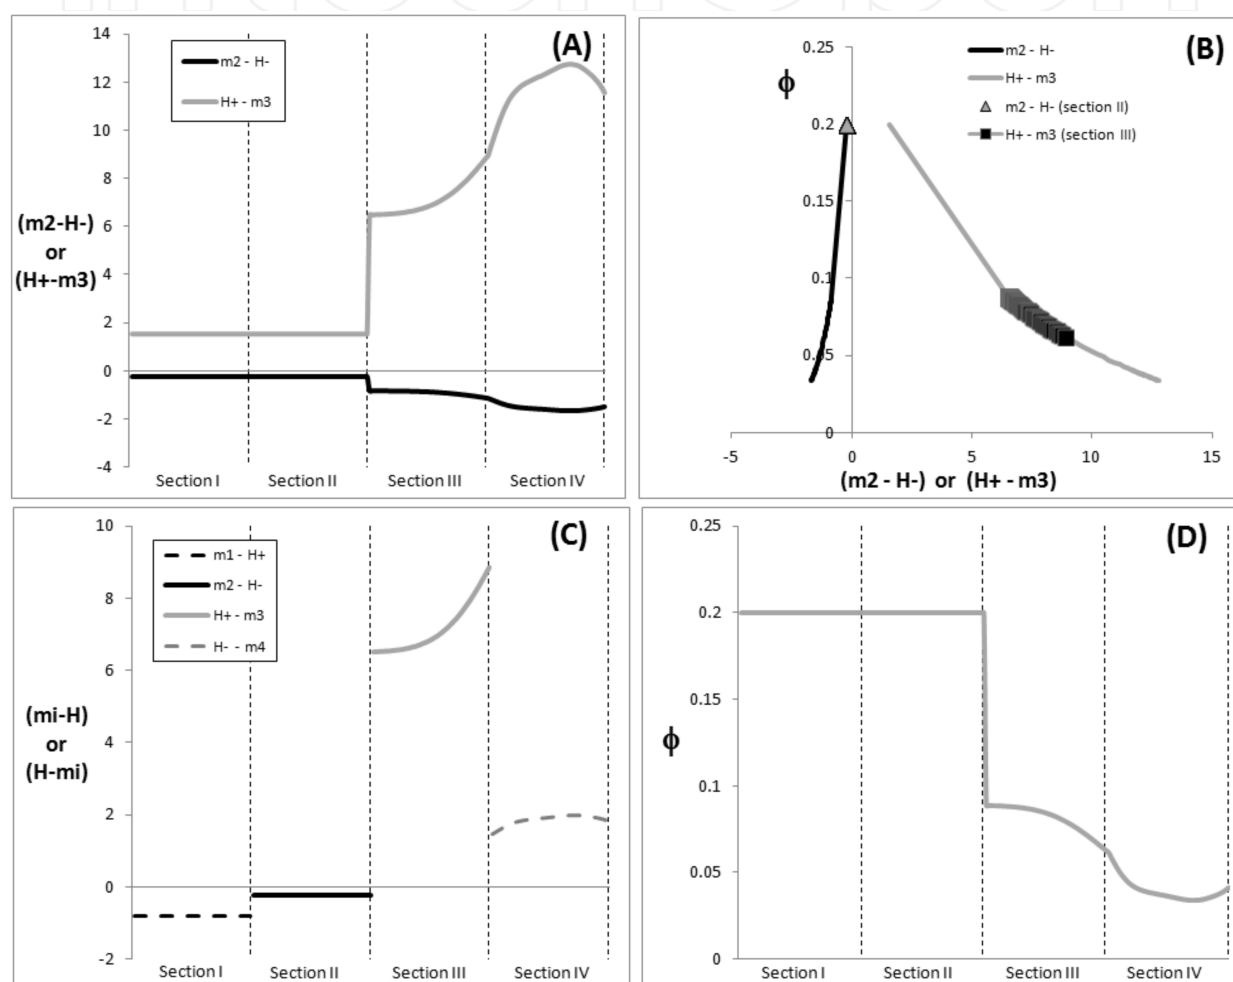 (A)
14
12
10
8
6
4
2
0
-2
-4
m2 - H-
H+ - m3
(m2-H-)
or
(H+-m3)
Section I
Section II
Section III
Section IV
(B)
ϕ
0.25
0.2
0.15
0.1
0.05
0
m2 - H-
H+ - m3
m2 - H- (section II)
H+ - m3 (section III)
-5
0
5
10
15
(m2 - H-) or (H+ - m3)
(C)
10
8
6
4
2
0
-2
m1 - H+
m2 - H-
H+ - m3
H- - m4
(mi-H)
or
(H-mi)
Section I
Section II
Section III
Section IV
(D)
ϕ
0.25
0.2
0.15
0.1
0.05
0
Section I
Section II
Section III
Section IV